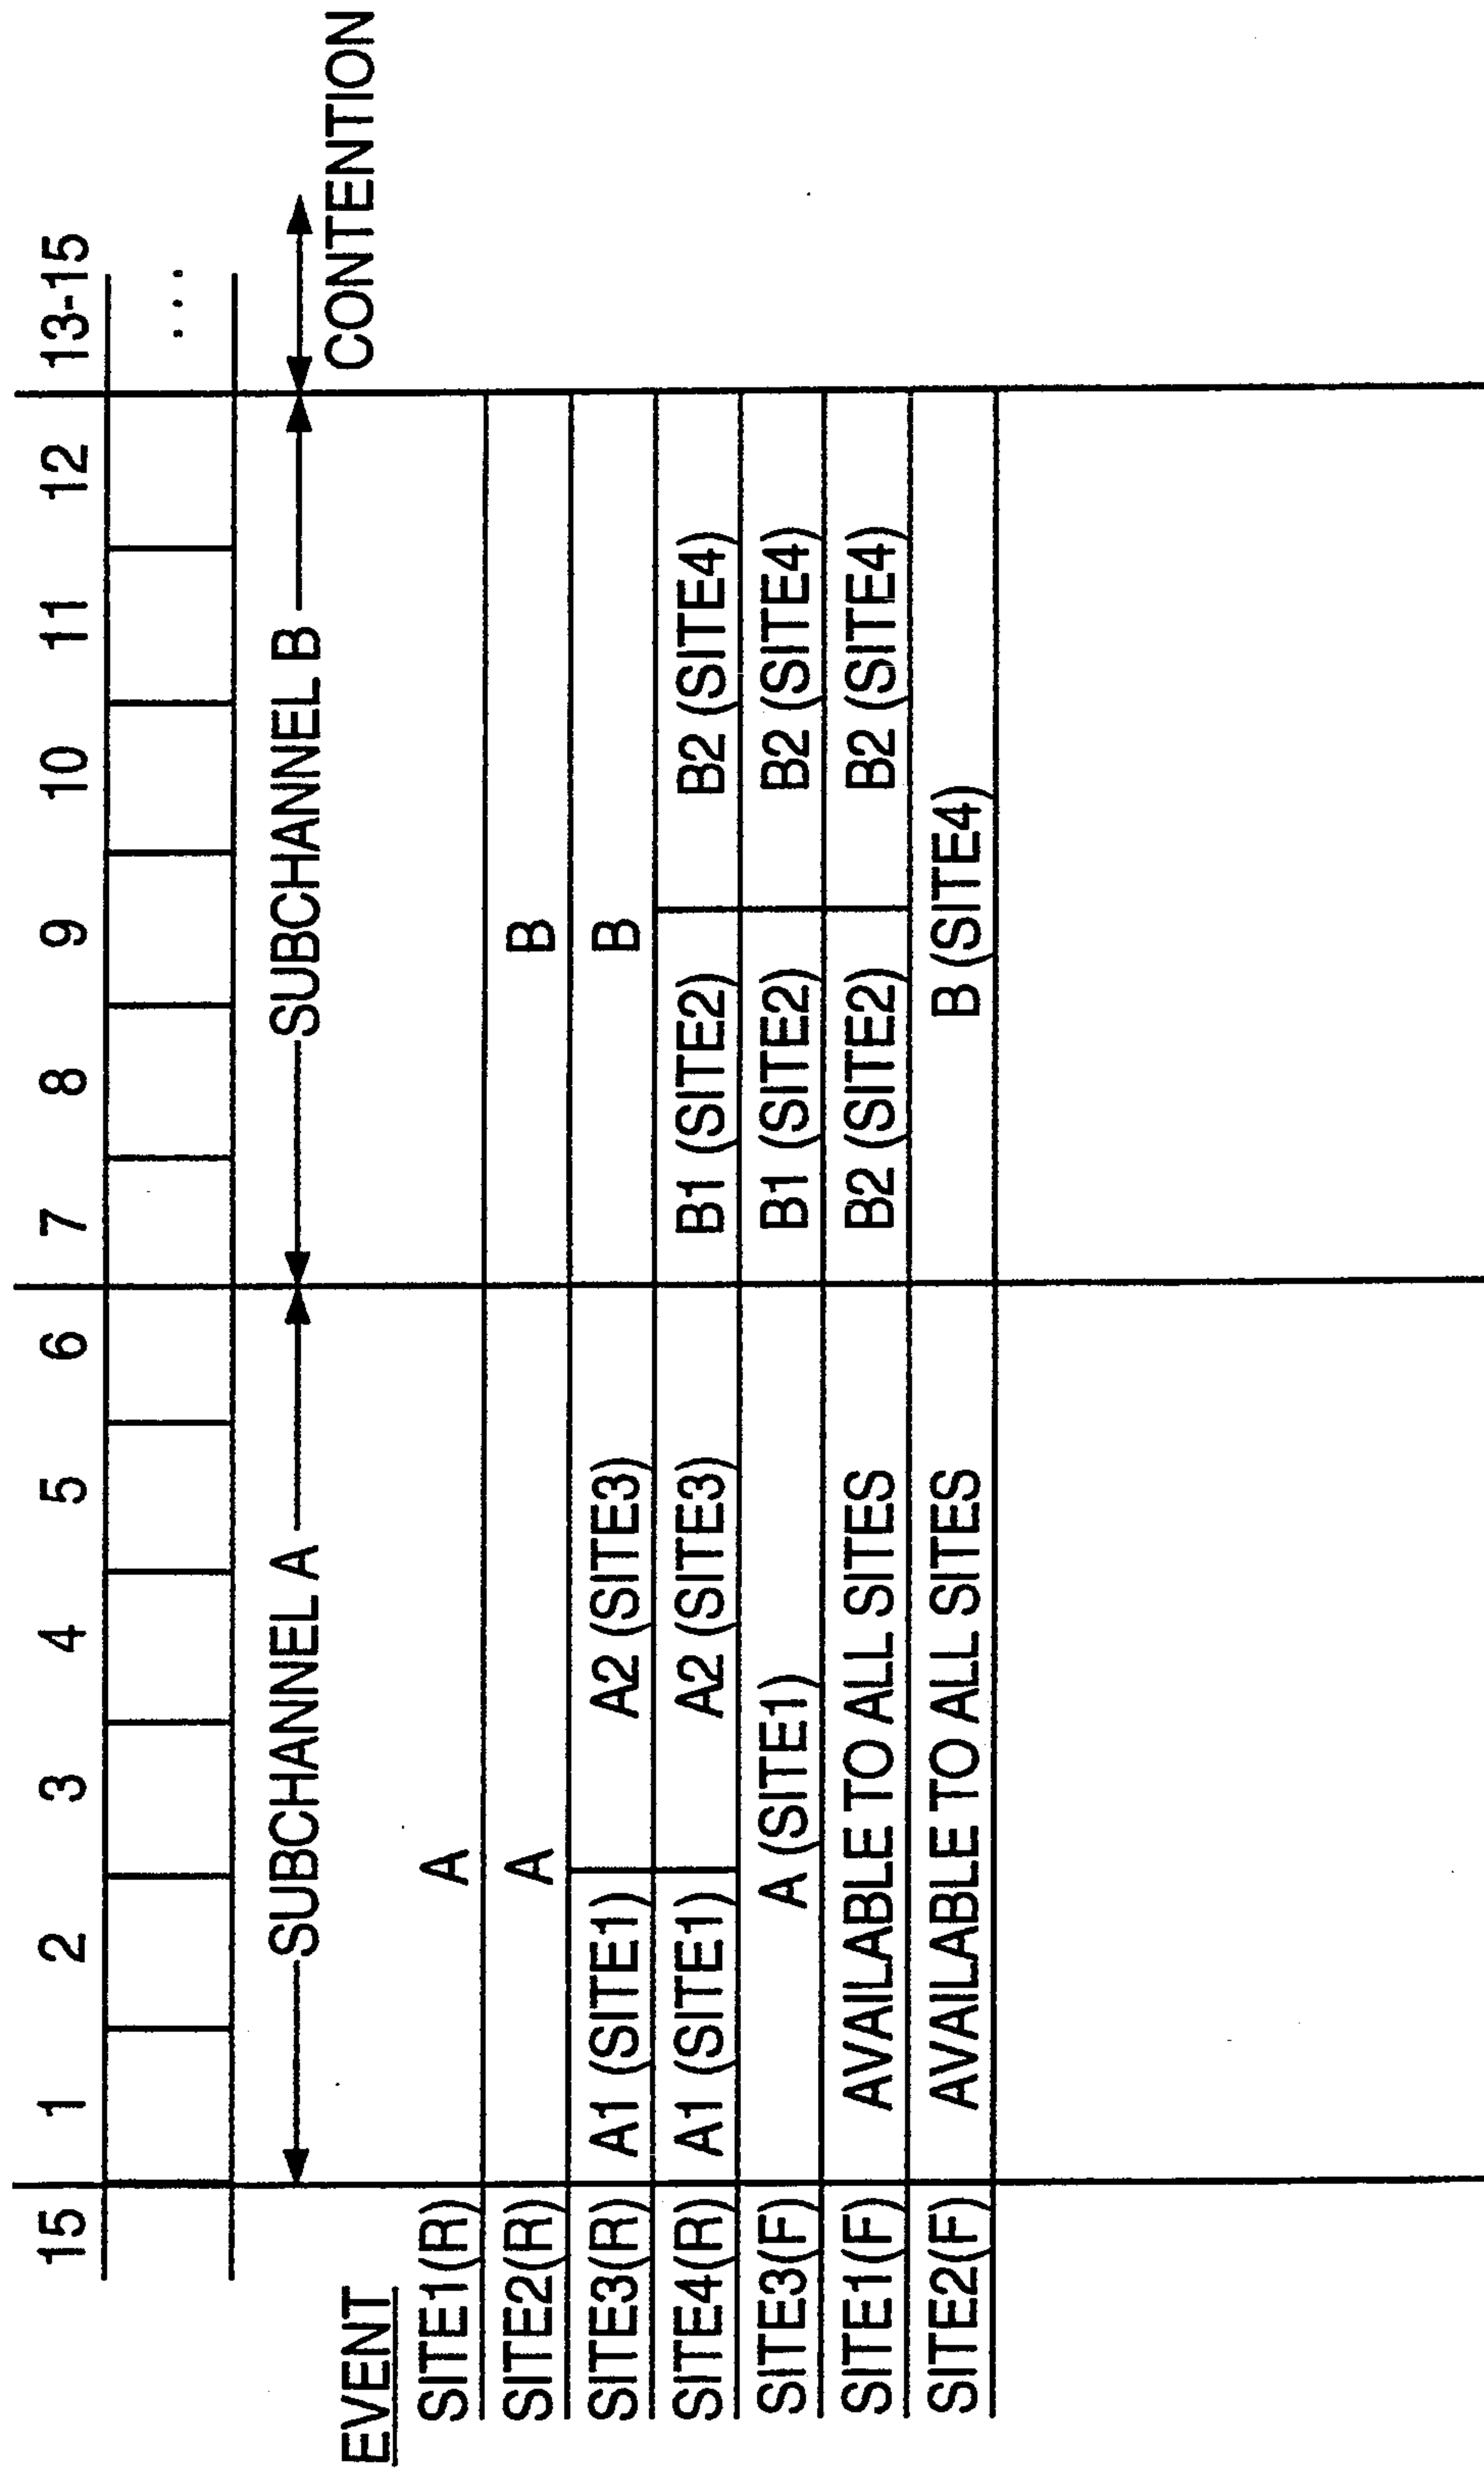 15 1 2 3 4 5 6 7 8 9 10 11 12 13-15
...
SUBCHANNEL A SUBCHANNEL B
CONTENTION
EVENT
SITE1(R) A
SITE2(R) A B
SITE3(R) A1 (SITE1) A2 (SITE3) B
SITE4(R) A1 (SITE1) A2 (SITE3) B1 (SITE2) B2 (SITE4)
SITE3(F) A (SITE1) B1 (SITE2) B2 (SITE4)
SITE1(F) AVAILABLE TO ALL SITES B2 (SITE2) B2 (SITE4)
SITE2(F) AVAILABLE TO ALL SITES B (SITE4)